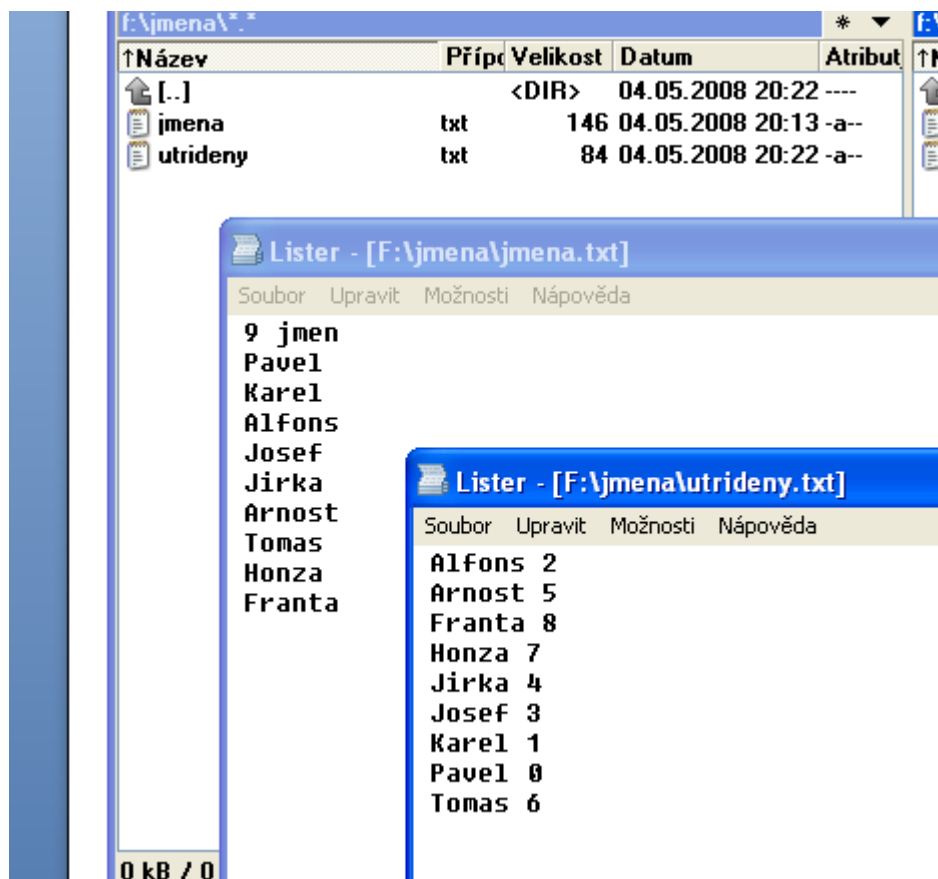 f:\jmena\*.*
↑Název Přípo Velikost Datum Atribut
[..] <DIR> 04.05.2008 20:22 ----
jmena txt 146 04.05.2008 20:13 -a--
utrideny txt 84 04.05.2008 20:22 -a--
Lister - [F:\jmena\jmena.txt]
Soubor Upravit Možnosti Nápověda
9 jmen
Pavel
Karel
Alfons
Josef
Jirka
Arnost
Tomas
Honza
Franta
Lister - [F:\jmena\utrideny.txt]
Soubor Upravit Možnosti Nápověda
Alfons 2
Arnost 5
Franta 8
Honza 7
Jirka 4
Josef 3
Karel 1
Pavel 0
Tomas 6
0 kB / 0